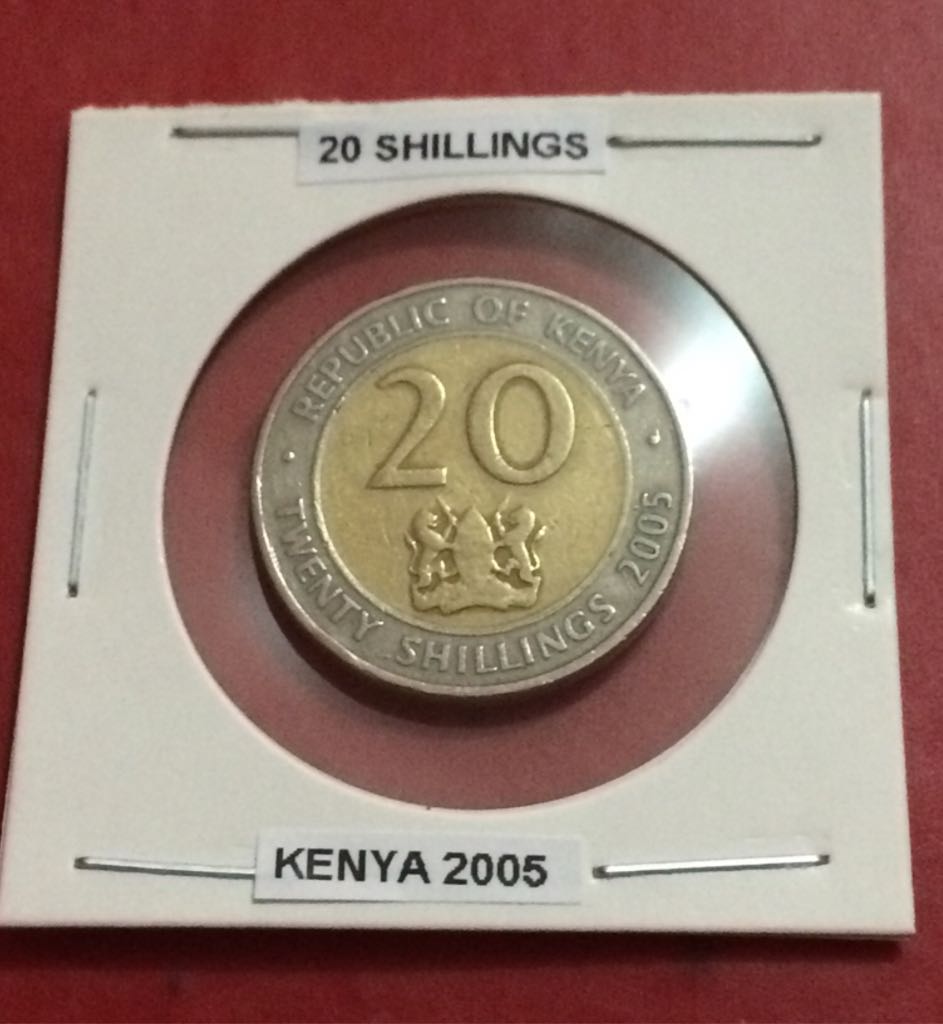 20 SHILLINGS
REPUBLIC OF KENYA
20
TWENTY SHILLINGS 2005
KENYA 2005